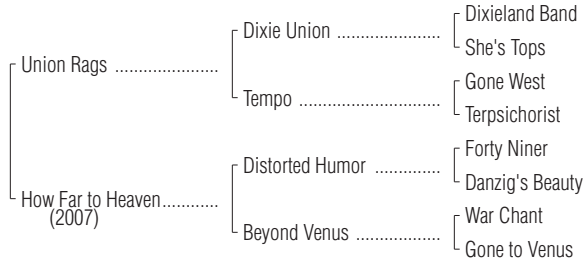 Dixieland Band
Dixie Union ..................
She's Tops
Union Rags ..................
Gone West
Tempo ........................
Terpsichorist
Forty Niner
Distorted Humor .............
Danzig's Beauty
How Far to Heaven............
(2007)
War Chant
Beyond Venus ...............
Gone to Venus